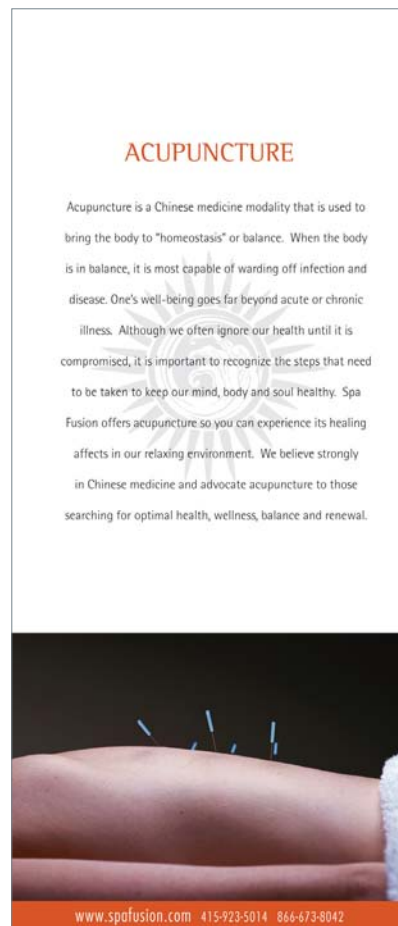 ACUPUNCTURE
Acupuncture is a Chinese medicine modality that is used to
bring the body to "homeostasis" or balance.  When the body
is in balance, it is most capable of warding off infection and
disease. One's well-being goes far beyond acute or chronic
illness.  Although we often ignore our health until it is
compromised, it is important to recognize the steps that need
to be taken to keep our mind, body and soul healthy.  Spa
Fusion offers acupuncture so you can experience its healing
affects in our relaxing environment.  We believe strongly
in Chinese medicine and advocate acupuncture to those
searching for optimal health, wellness, balance and renewal.
www.spafusion.com  415-923-5014  866-673-8042